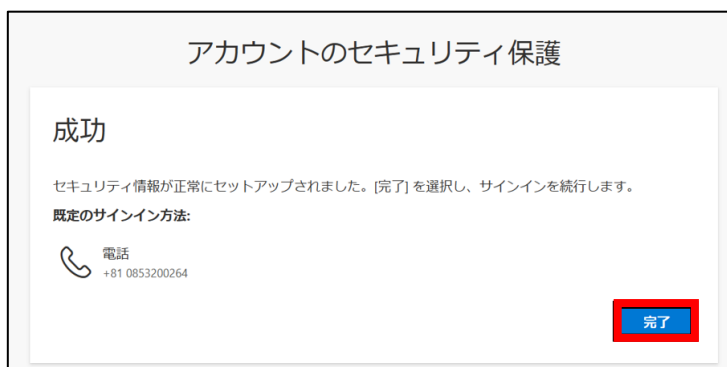 アカウントのセキュリティ保護
成功
セキュリティ情報が正常にセットアップされました。[完了] を選択し、サインインを続行します。
既定のサインイン方法:
電話
+81 0853200264
完了